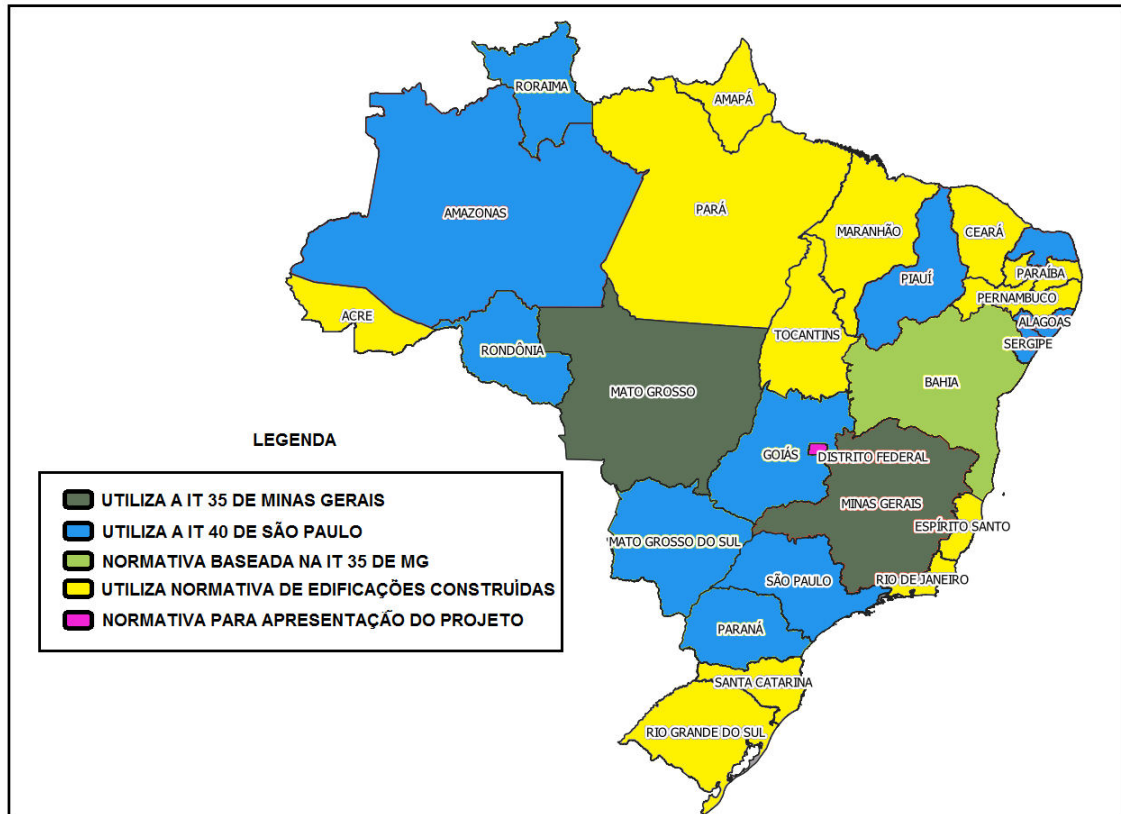 RORAIMA
AMAPÁ
AMAZONAS
PARÁ
MARANHÃO
CEARÁ
PARAÍBA
PIAUÍ
PERNAMBUCO
ACRE
ALAGOAS
TOCANTINS
SERGIPE
RONDÔNIA
BAHIA
MATO GROSSO
GOIÁS
DISTRITO FEDERAL
MINAS GERAIS
ESPÍRITO SANTO
MATO GROSSO DO SUL
SÃO PAULO
RIO DE JANEIRO
PARANÁ
SANTA CATARINA
RIO GRANDE DO SUL
LEGENDA
UTILIZA A IT 35 DE MINAS GERAIS
UTILIZA A IT 40 DE SÃO PAULO
NORMATIVA BASEADA NA IT 35 DE MG
UTILIZA NORMATIVA DE EDIFICAÇÕES CONSTRUÍDAS
NORMATIVA PARA APRESENTAÇÃO DO PROJETO